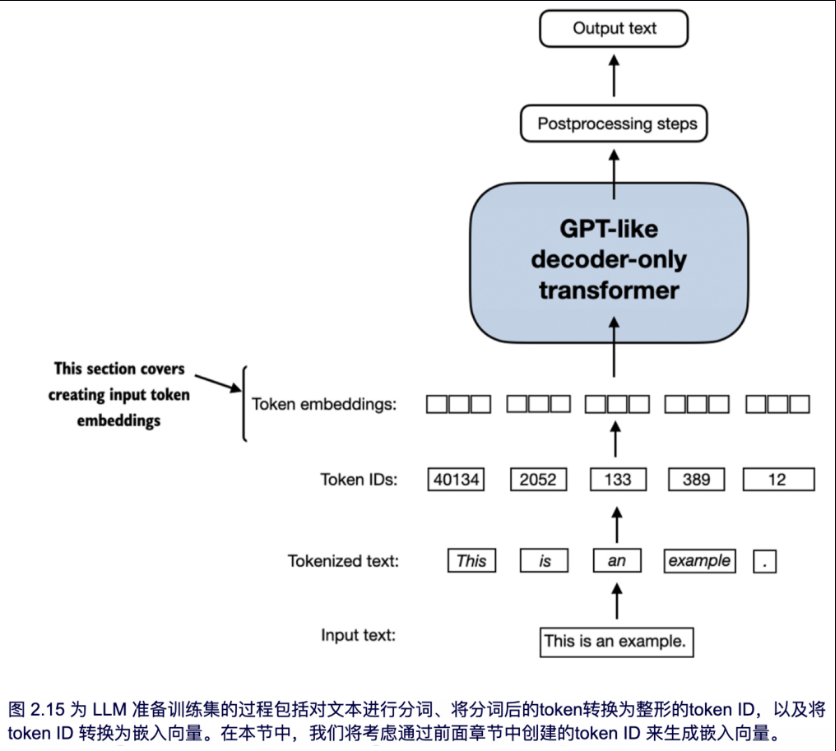 Output text
Postprocessing steps
GPT-like
decoder-only
transformer
This section covers
creating input token
embeddings
Token embeddings:
Token IDs: 40134 2052 133 389 12
Tokenized text: This is an example .
Input text: This is an example.
图 2.15 为 LLM 准备训练集的过程包括对文本进行分词、将分词后的token转换为整形的token ID，以及将
token ID 转换为嵌入向量。在本节中，我们将考虑通过前面章节中创建的token ID 来生成嵌入向量。